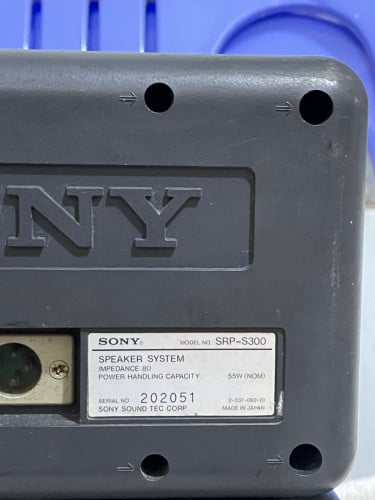 ONY
SONY®
MODEL NO. SRP-S300
SPEAKER SYSTEM
IMPEDANCE 8Ω
POWER HANDLING CAPACITY 55W (NOM)
SERIAL NO. 202051 2-337-062-01
SONY SOUND TEC CORP. MADE IN JAPAN